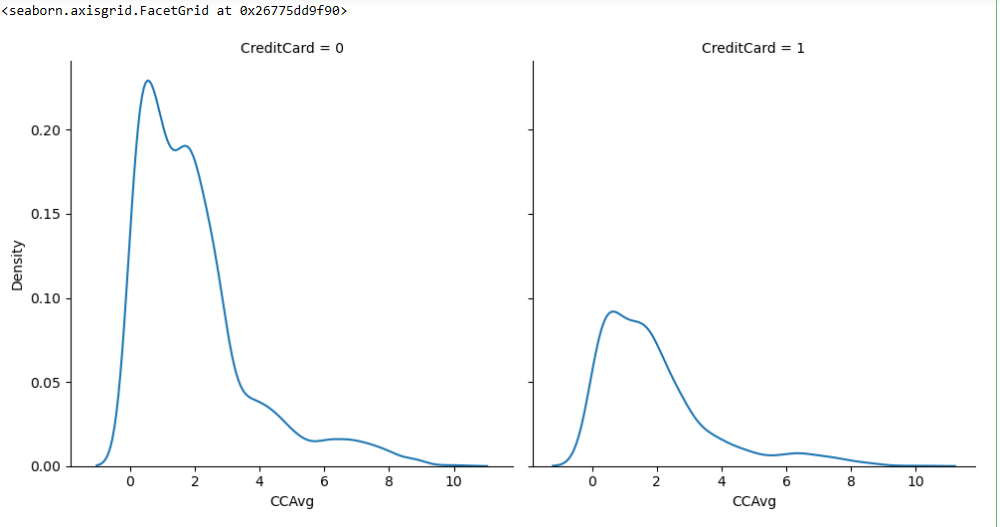 <seaborn.axisgrid.FacetGrid at 0x26775dd9f90>
CreditCard = 0
CreditCard = 1
0.20
0.15
0.10
0.05
0.00
Density
0 2 4 6 8 10
0 2 4 6 8 10
CCAvg
CCAvg